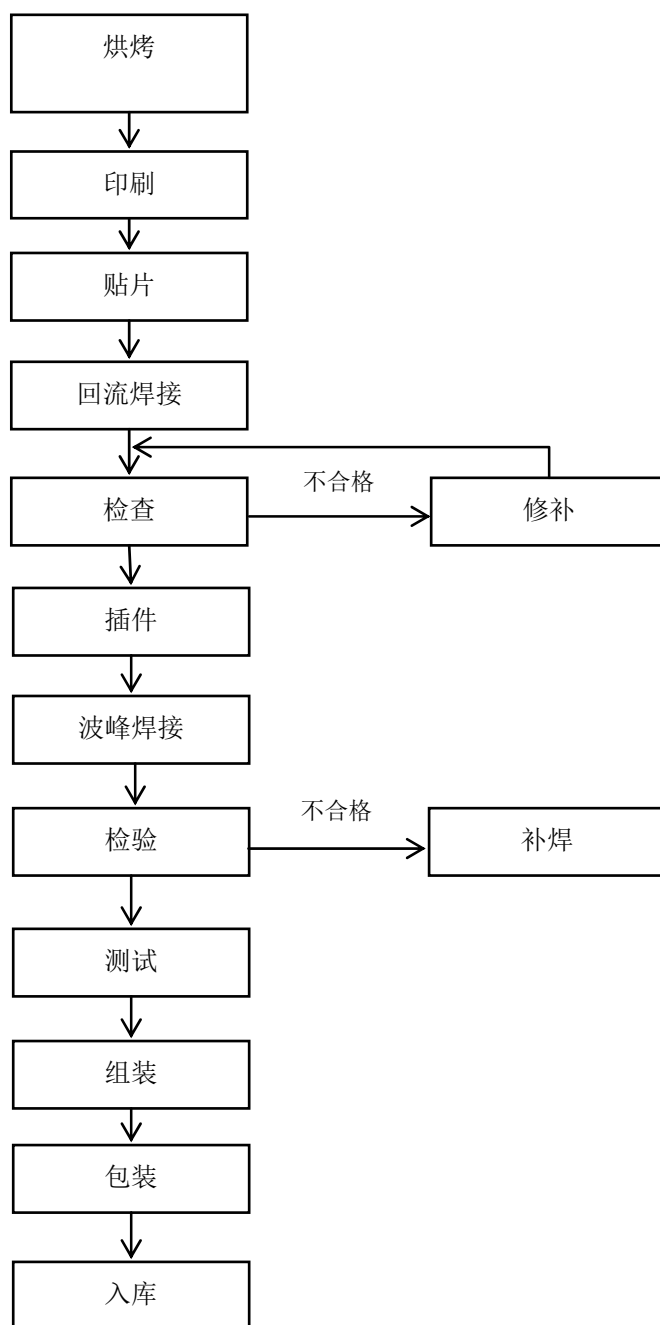 烘烤
印刷
贴片
回流焊接
不合格
检查
修补
插件
波峰焊接
不合格
检验
补焊
测试
组装
包装
入库